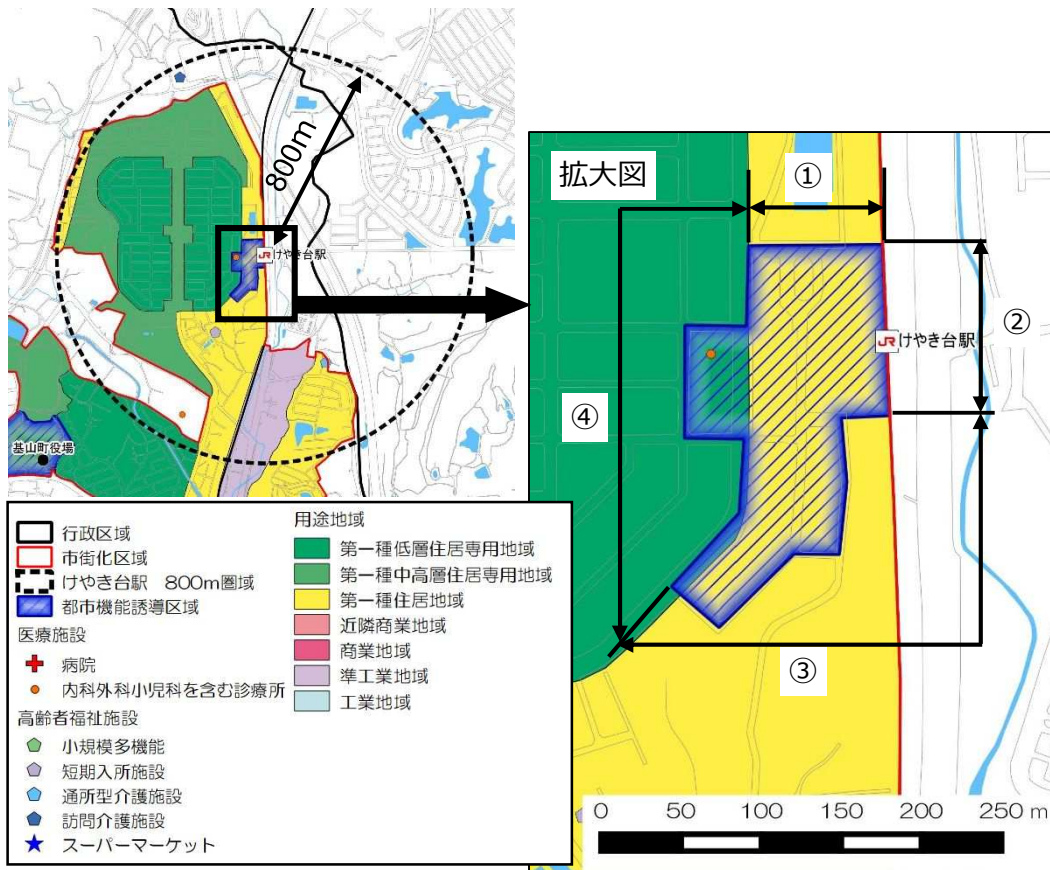 800m
JRけやき台駅
基山町役場
拡大図
①
②
③
④
JRけやき台駅
行政区域
市街化区域
けやき台駅　800m圏域
都市機能誘導区域
医療施設
病院
内科外科小児科を含む診療所
高齢者福祉施設
小規模多機能
短期入所施設
通所型介護施設
訪問介護施設
スーパーマーケット
用途地域
第一種低層住居専用地域
第一種中高層住居専用地域
第一種住居地域
近隣商業地域
商業地域
準工業地域
工業地域
0 50 100 150 200 250 m